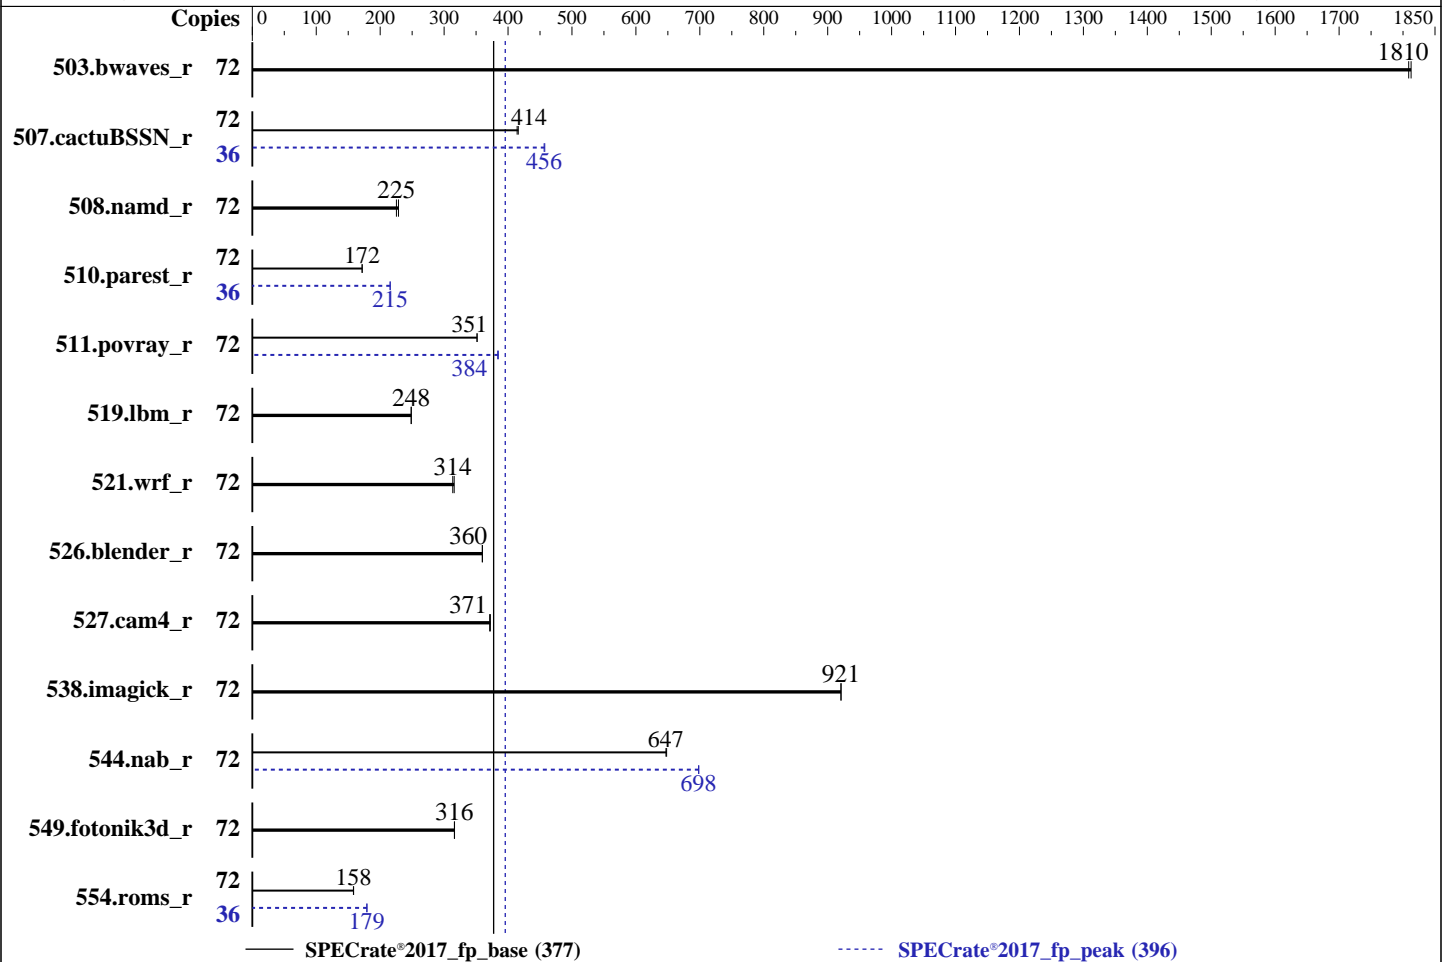 Copies 0 100 200 300 400 500 600 700 800 900 1000 1100 1200 1300 1400 1500 1600 1700 1850
503.bwaves_r 72 1810
507.cactuBSSN_r 72 414
36 456
508.namd_r 72 225
510.parest_r 72 172
36 215
511.povray_r 72 351
384
519.lbm_r 72 248
521.wrf_r 72 314
526.blender_r 72 360
527.cam4_r 72 371
538.imagick_r 72 921
544.nab_r 72 647
698
549.fotonik3d_r 72 316
554.roms_r 72 158
36 179
SPECrate®2017_fp_base (377) SPECrate®2017_fp_peak (396)